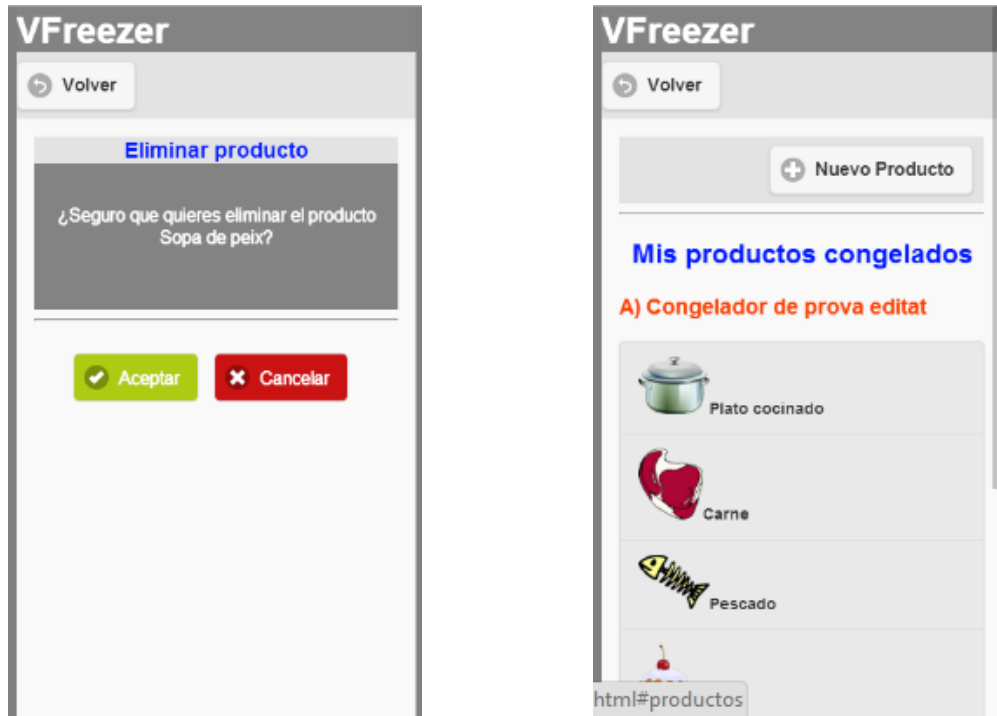 VFreezer
Volver
Eliminar producto
¿Seguro que quieres eliminar el producto
Sopa de peix?
Aceptar
Cancelar
VFreezer
Volver
Nuevo Producto
Mis productos congelados
A) Congelador de prova editat
Plato cocinado
Carne
Pescado
html#productos